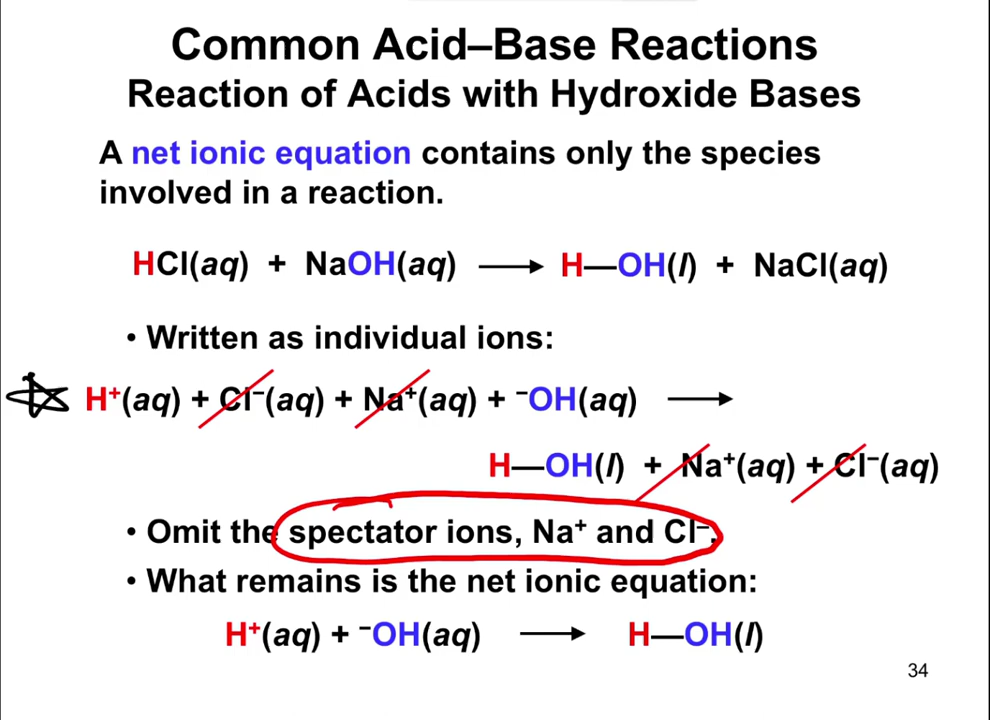 Common Acid–Base Reactions
Reaction of Acids with Hydroxide Bases
A net ionic equation contains only the species
involved in a reaction.
HCl(aq) + NaOH(aq) ⟶ H—OH(l) + NaCl(aq)
• Written as individual ions:
H⁺(aq) + Cl⁻(aq) + Na⁺(aq) + ⁻OH(aq) ⟶
H—OH(l) + Na⁺(aq) + Cl⁻(aq)
• Omit the spectator ions, Na⁺ and Cl⁻.
• What remains is the net ionic equation:
H⁺(aq) + ⁻OH(aq) ⟶ H—OH(l)
34